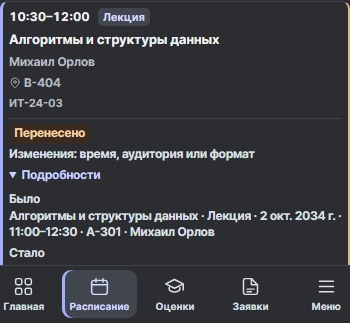 10:30–12:00 Лекция
Алгоритмы и структуры данных
Михаил Орлов
В-404
ИТ-24-03
Перенесено
Изменения: время, аудитория или формат
▼ Подробности
Было
Алгоритмы и структуры данных · Лекция · 2 окт. 2034 г. ·
11:00–12:30 · А-301 · Михаил Орлов
Стало
Главная Расписание Оценки Заявки Меню